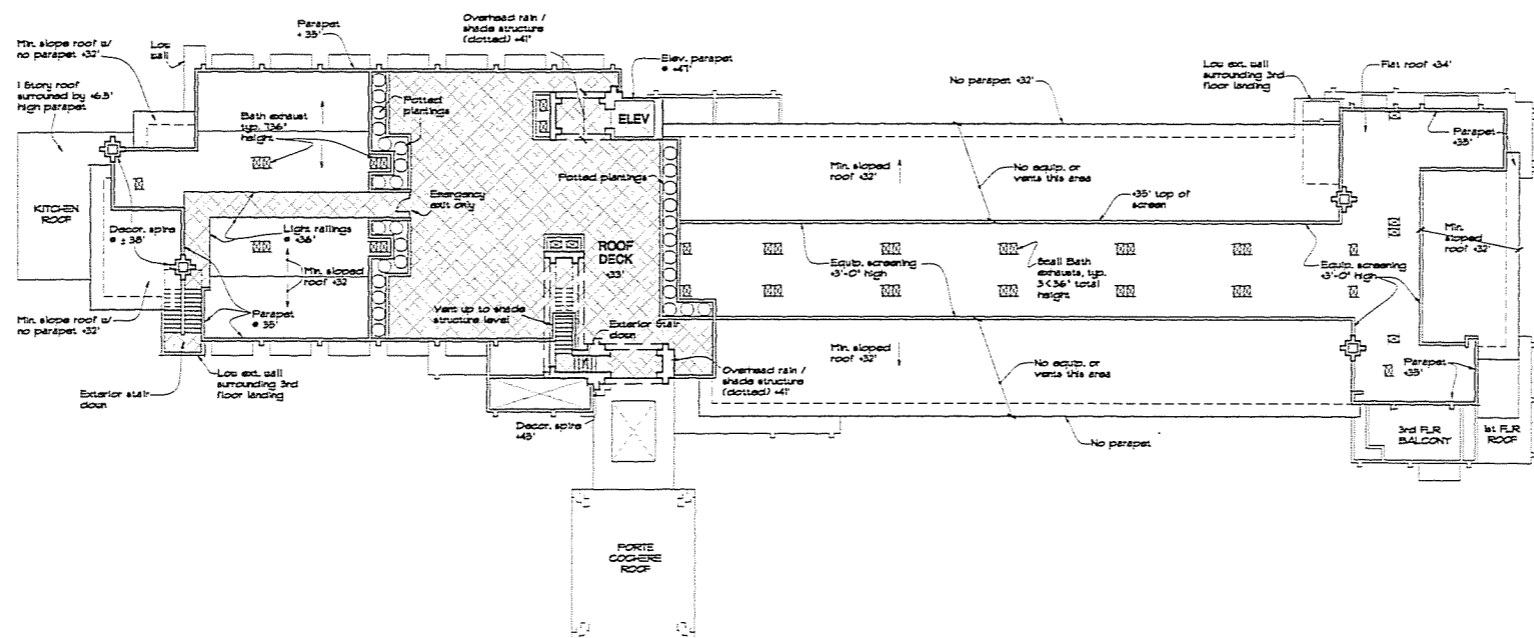 Min. slope roof w/
no parapet +32'
Low
wall
Parapet
+ 35'
Overhead rain /
shade structure
(dotted) +41'
Elev. parapet
@ +47'
No parapet +32'
Low ext. wall
surrounding 3rd
floor landing
Flat roof +34'
1 Story roof
surrounded by +6.5'
high parapet
Bath exhaust
height
Potted
plantings
ELEV
Parapet
+35'
Potted plantings
Min. sloped
roof +32'
No equip. or
vents this area
+35' top of
screen
Emergency
exit only
KITCHEN
ROOF
Decor. spire
@ ± 38'
Light railings
@ +36'
ROOF
DECK
+33'
Min. sloped
roof +32
Equip. screening
+3'-0" high
Small Bath
exhausts, typ.
3<36" total
height
Equip. screening
+3'-0" high
Min.
sloped
roof +32'
Min. slope roof w/
no parapet +32'
Parapet
@ 35'
Vent up to shade
structure level
Exterior Stair
down
Min. sloped
roof +32'
No equip. or
vents this area
Parapet
+35'
Exterior stair
down
Low ext. wall
surrounding 3rd
floor landing
Overhead rain /
shade structure
(dotted) +41'
Decor. spire
+43'
No parapet
3rd FLR
BALCONY
1st FLR
ROOF
PORTE
COCHERE
ROOF